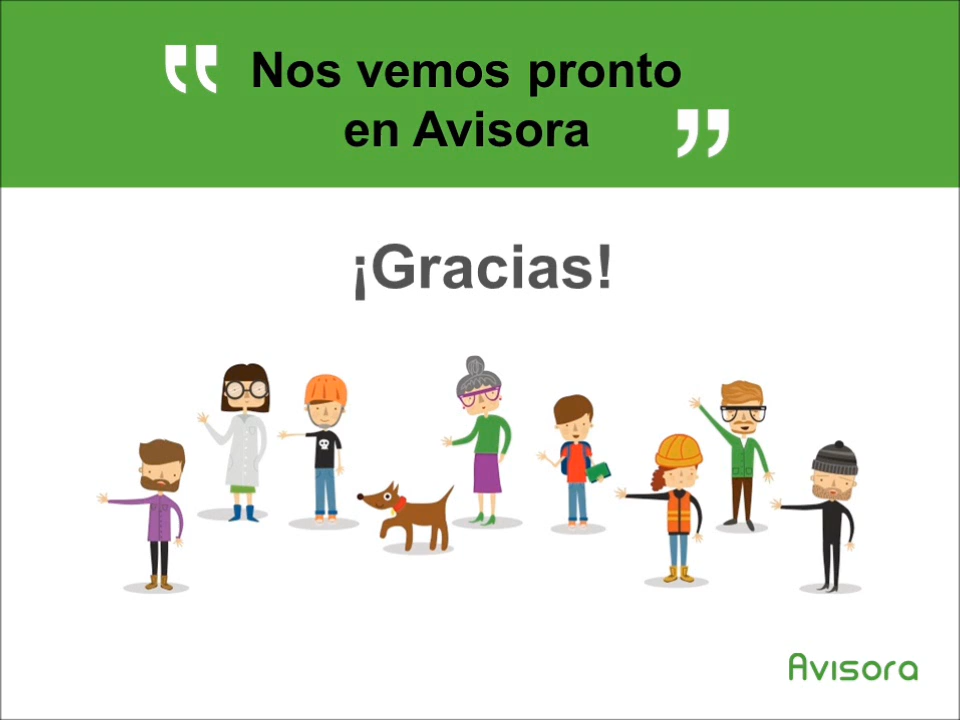 “
Nos vemos pronto
en Avisora
”
¡Gracias!
Avisora